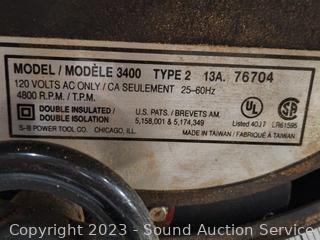 MODEL / MODÈLE 3400 TYPE 2 13A. 76704
120 VOLTS AC ONLY / CA SEULEMENT 25–60Hz
4800 R.P.M. / T.P.M.
DOUBLE INSULATED / DOUBLE ISOLATION
U.S. PATS. / BREVETS AM. 5,158,001 & 5,174,349
S–B POWER TOOL CO. CHICAGO, ILL.
UL
Listed 40J7
LR61595
MADE IN TAIWAN / FABRIQUÉ À TAIWAN
Copyright 2023 - Sound Auction Service